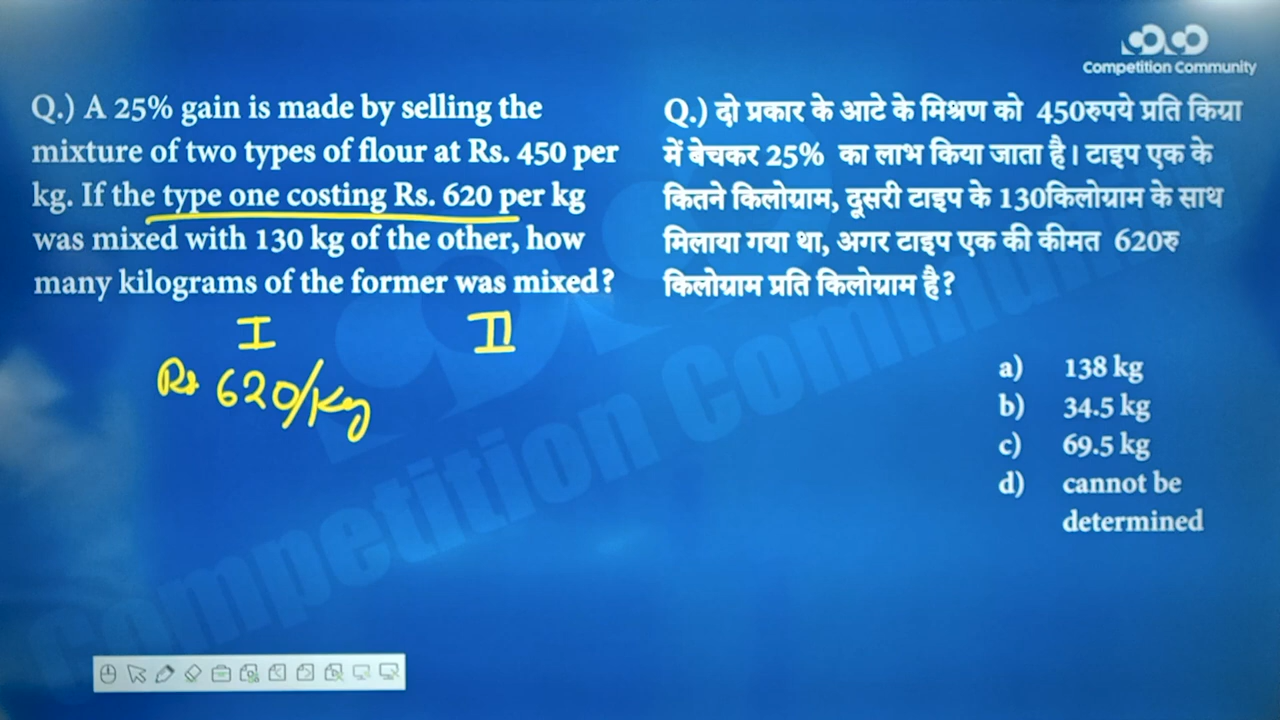 Competition Community
Q.) A 25% gain is made by selling the
mixture of two types of flour at Rs. 450 per
kg. If the type one costing Rs. 620 per kg
was mixed with 130 kg of the other, how
many kilograms of the former was mixed?
Q.) दो प्रकार के आटे के मिश्रण को 450रुपये प्रति किग्रा
में बेचकर 25% का लाभ किया जाता है। टाइप एक के
कितने किलोग्राम, दूसरी टाइप के 130किलोग्राम के साथ
मिलाया गया था, अगर टाइप एक की कीमत 620रु
किलोग्राम प्रति किलोग्राम है?
I II
Rs 620/Kg
a) 138 kg
b) 34.5 kg
c) 69.5 kg
d) cannot be
determined
Competition Community